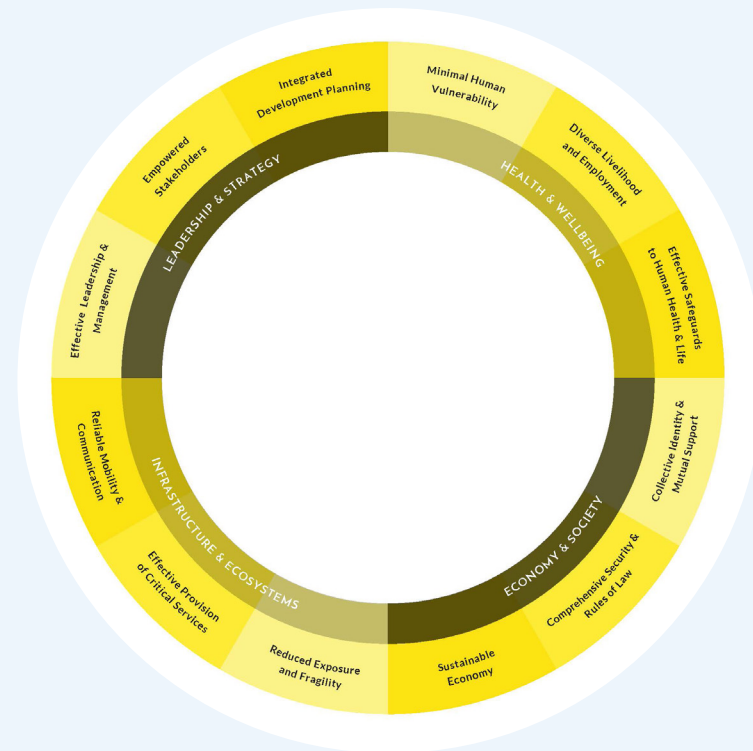 Integrated
Development Planning
Minimal Human
Vulnerability
Empowered
Stakeholders
Diverse Livelihood
and Employment
LEADERSHIP & STRATEGY
HEALTH & WELLBEING
Effective Leadership &
Management
Effective Safeguards
to Human Health & Life
Reliable Mobility &
Communication
Collective Identity &
Mutual Support
INFRASTRUCTURE & ECOSYSTEMS
ECONOMY & SOCIETY
Effective Provision
of Critical Services
Comprehensive Security &
Rules of Law
Reduced Exposure
and Fragility
Sustainable
Economy